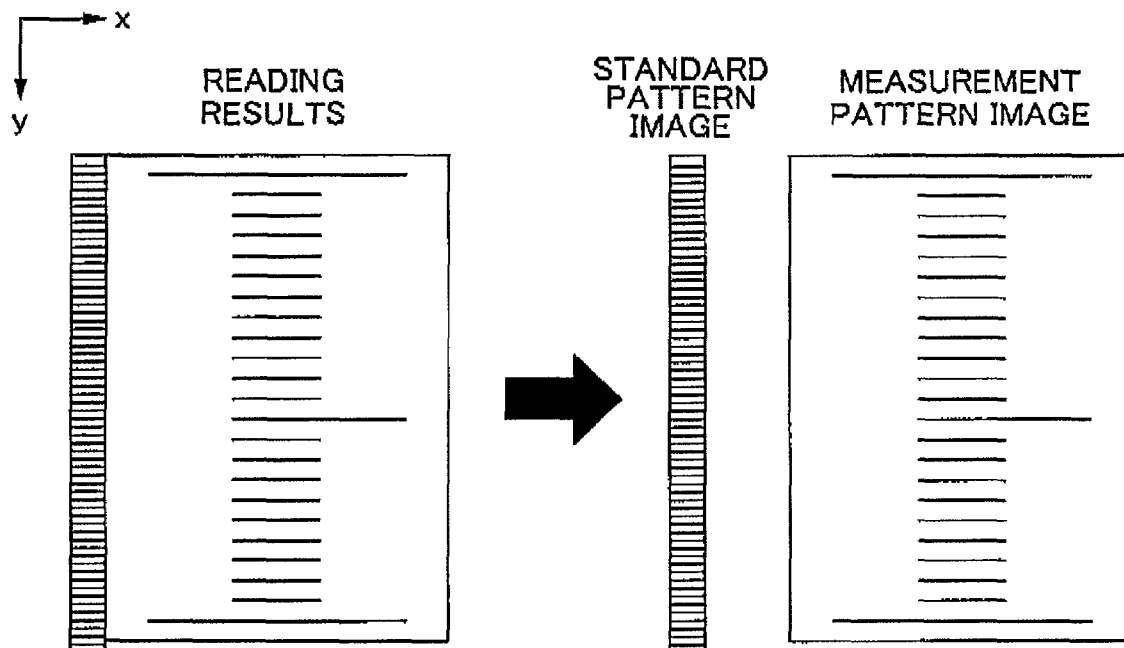 x
y
READING
RESULTS
STANDARD
PATTERN
IMAGE
MEASUREMENT
PATTERN IMAGE